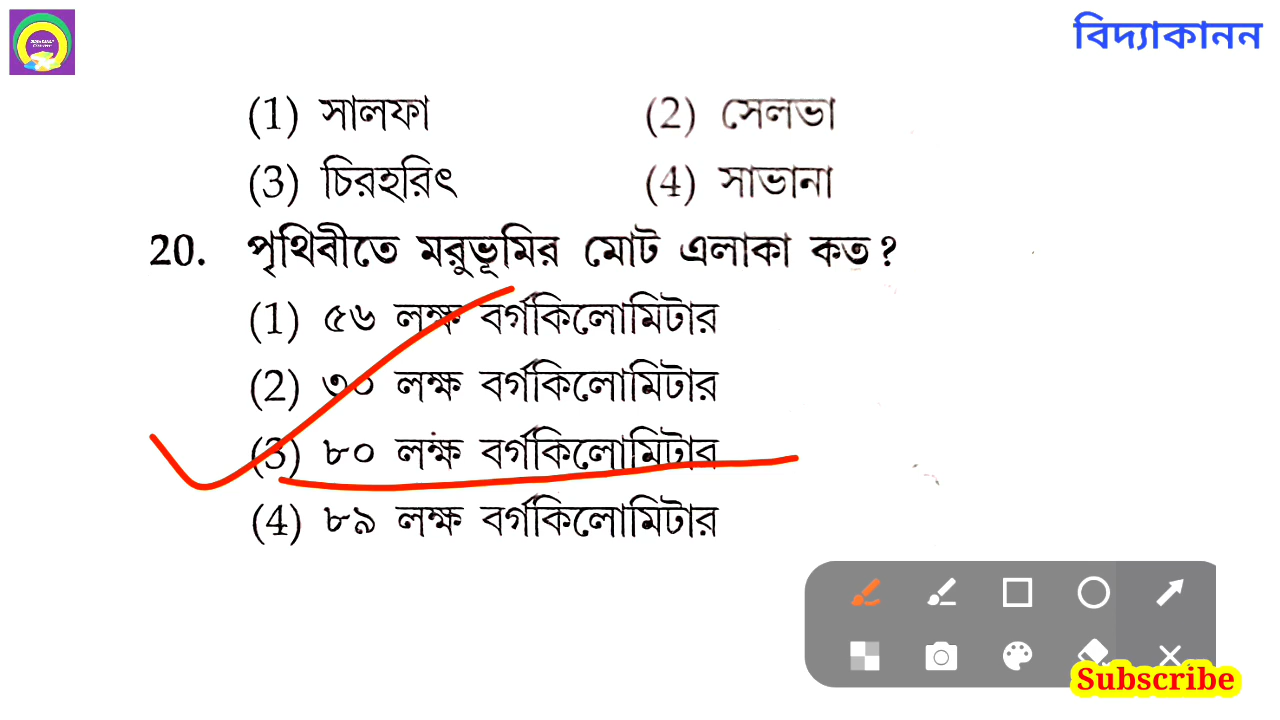 বিদ্যাকানন
(1) সালফা (2) সেলভা
(3) চিরহরিৎ (4) সাভানা
20. পৃথিবীতে মরুভূমির মোট এলাকা কত?
(1) ৫৬ লক্ষ বর্গকিলোমিটার
(2) ৩০ লক্ষ বর্গকিলোমিটার
(3) ৮০ লক্ষ বর্গকিলোমিটার
(4) ৮৯ লক্ষ বর্গকিলোমিটার
Subscribe